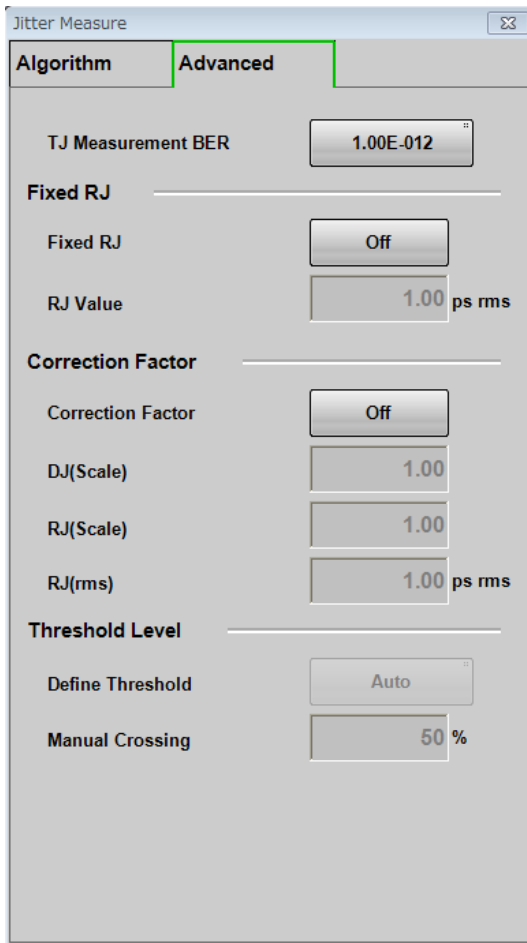 Jitter Measure
Algorithm Advanced
TJ Measurement BER 1.00E-012
Fixed RJ
Fixed RJ Off
RJ Value 1.00 ps rms
Correction Factor
Correction Factor Off
DJ(Scale) 1.00
RJ(Scale) 1.00
RJ(rms) 1.00 ps rms
Threshold Level
Define Threshold Auto
Manual Crossing 50 %